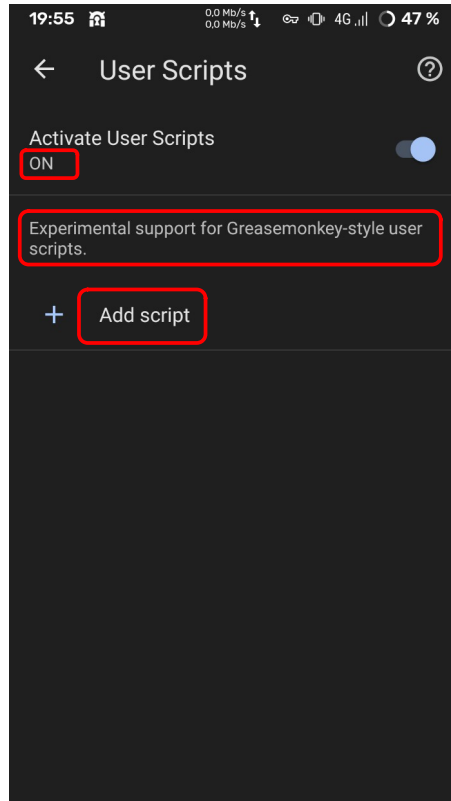 19:55 0,0 Mb/s 4G 47 %
0,0 Mb/s
User Scripts
Activate User Scripts
ON
Experimental support for Greasemonkey-style user
scripts.
+ Add script